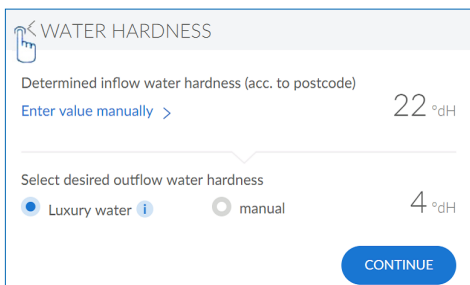 WATER HARDNESS
Determined inflow water hardness (acc. to postcode)
Enter value manually >
22 °dH
Select desired outflow water hardness
Luxury water i manual
4 °dH
CONTINUE